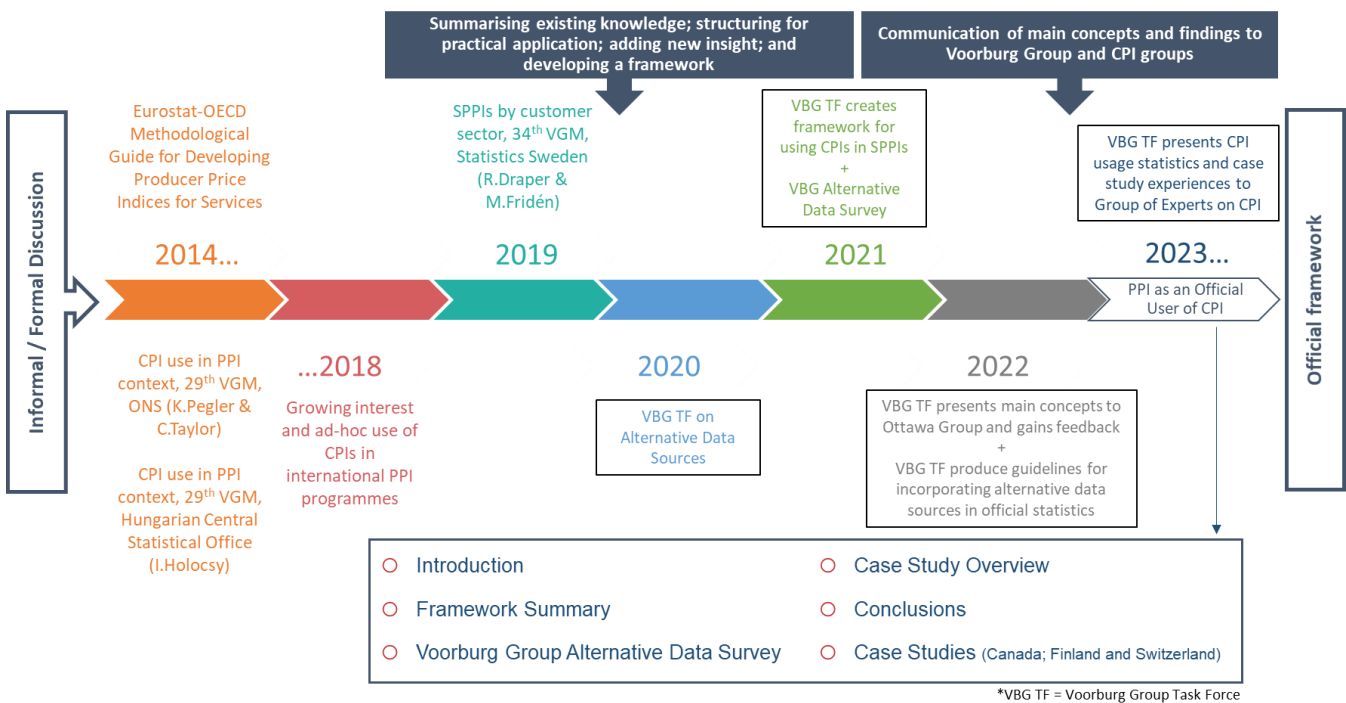 Summarising existing knowledge; structuring for
practical application; adding new insight; and
developing a framework
Communication of main concepts and findings to
Voorburg Group and CPI groups
Informal / Formal Discussion
Eurostat-OECD
Methodological
Guide for Developing
Producer Price
Indices for Services
SPPIs by customer
sector, 34th VGM,
Statistics Sweden
(R.Draper &
M.Fridén)
VBG TF creates
framework for
using CPIs in SPPIs
+
VBG Alternative
Data Survey
VBG TF presents CPI
usage statistics and case
study experiences to
Group of Experts on CPI
2014...
2019
2021
2023...
PPI as an Official
User of CPI
Official framework
CPI use in PPI
context, 29th VGM,
ONS (K.Pegler &
C.Taylor)
CPI use in PPI
context, 29th VGM,
Hungarian Central
Statistical Office
(I.Holocsy)
...2018
Growing interest
and ad-hoc use of
CPIs in
international PPI
programmes
2020
VBG TF on
Alternative Data
Sources
2022
VBG TF presents main concepts to
Ottawa Group and gains feedback
+
VBG TF produce guidelines for
incorporating alternative data
sources in official statistics
Introduction
Framework Summary
Voorburg Group Alternative Data Survey
Case Study Overview
Conclusions
Case Studies (Canada; Finland and Switzerland)
*VBG TF = Voorburg Group Task Force